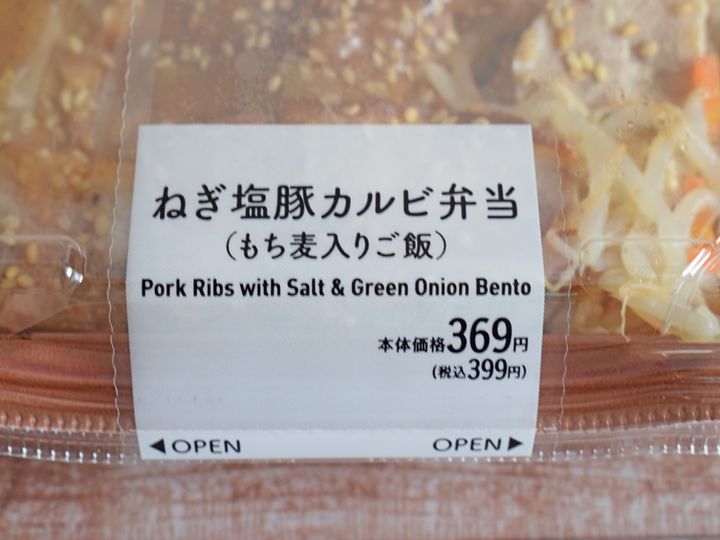 ねぎ塩豚カルビ弁当
（もち麦入りご飯）
Pork Ribs with Salt & Green Onion Bento
本体価格369円
（税込399円）
◀OPEN OPEN▶